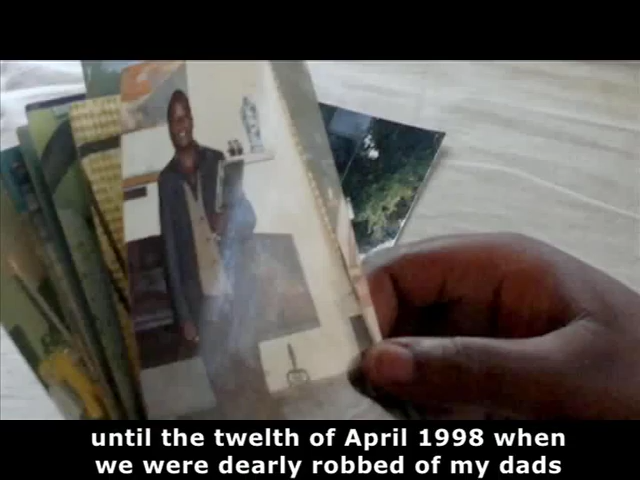 until the twelth of April 1998 when
we were dearly robbed of my dads